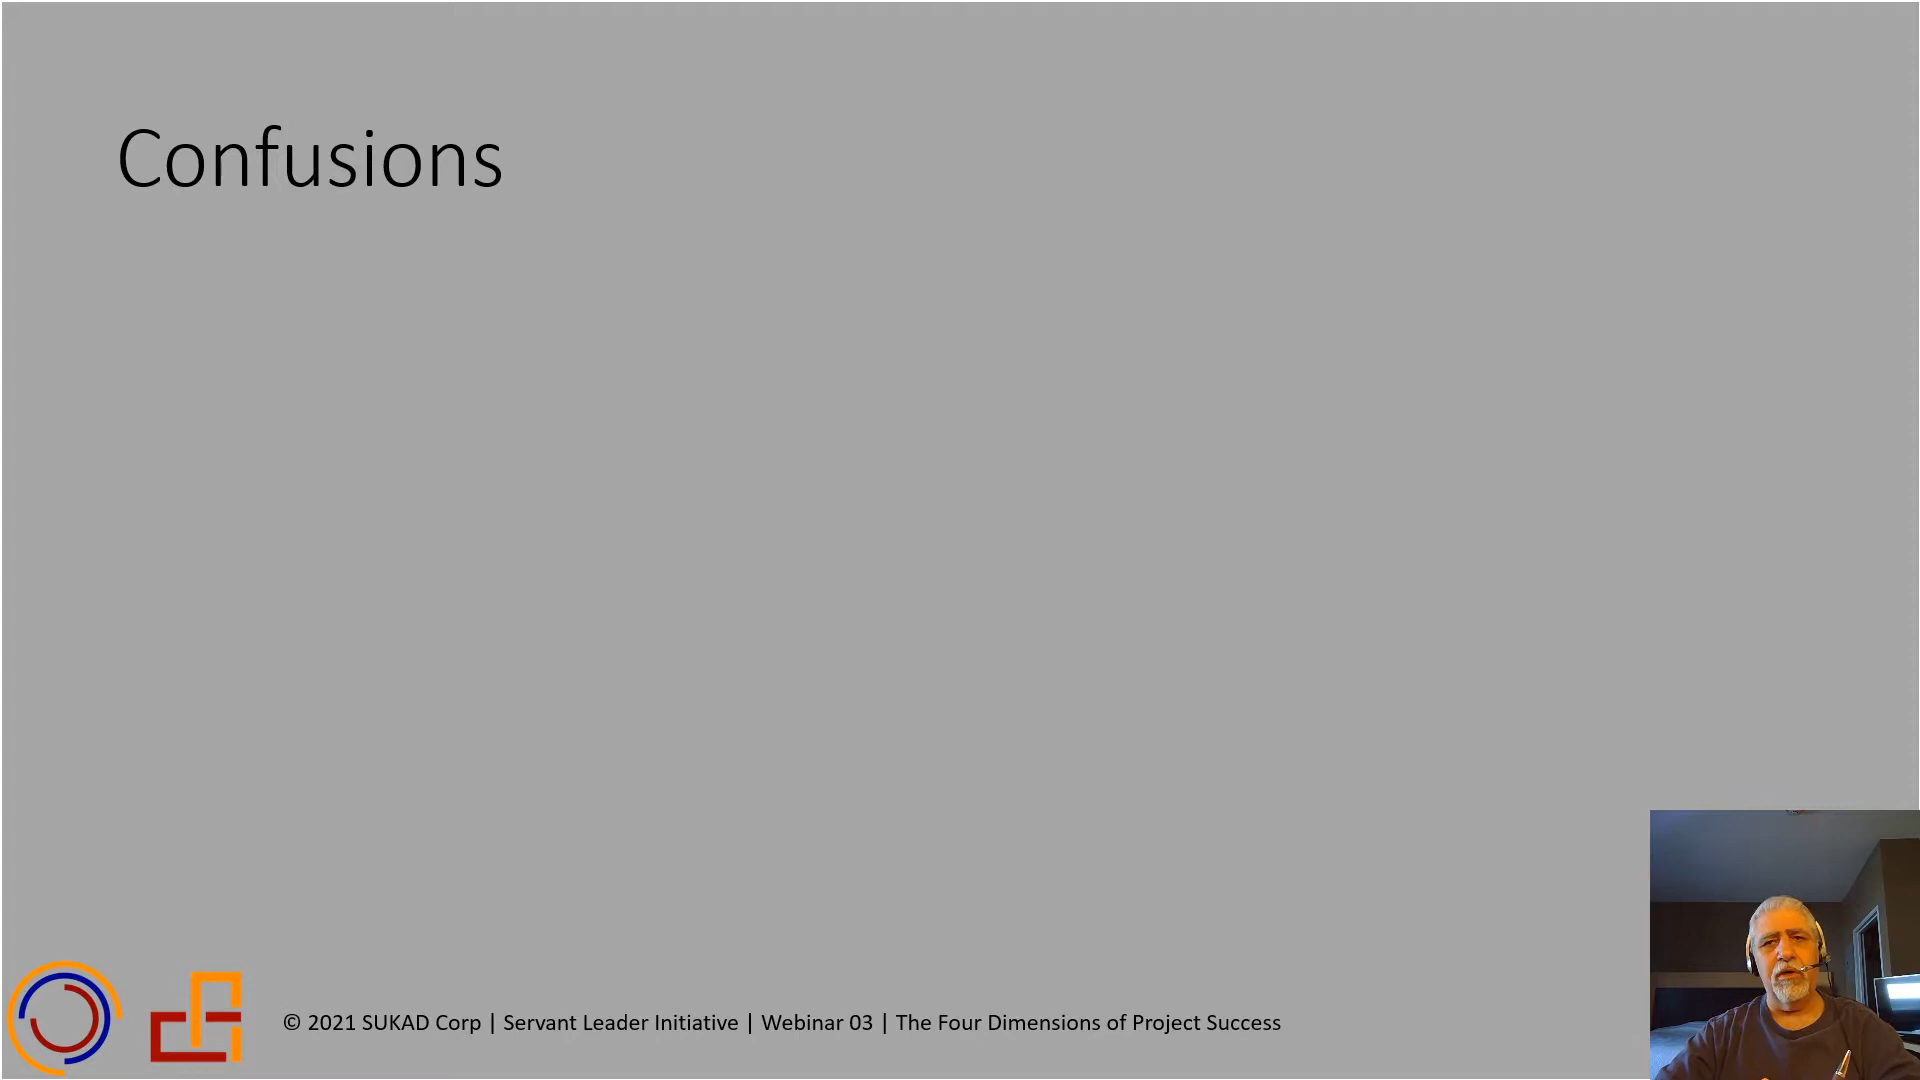 Confusions
© 2021 SUKAD Corp | Servant Leader Initiative | Webinar 03 | The Four Dimensions of Project Success